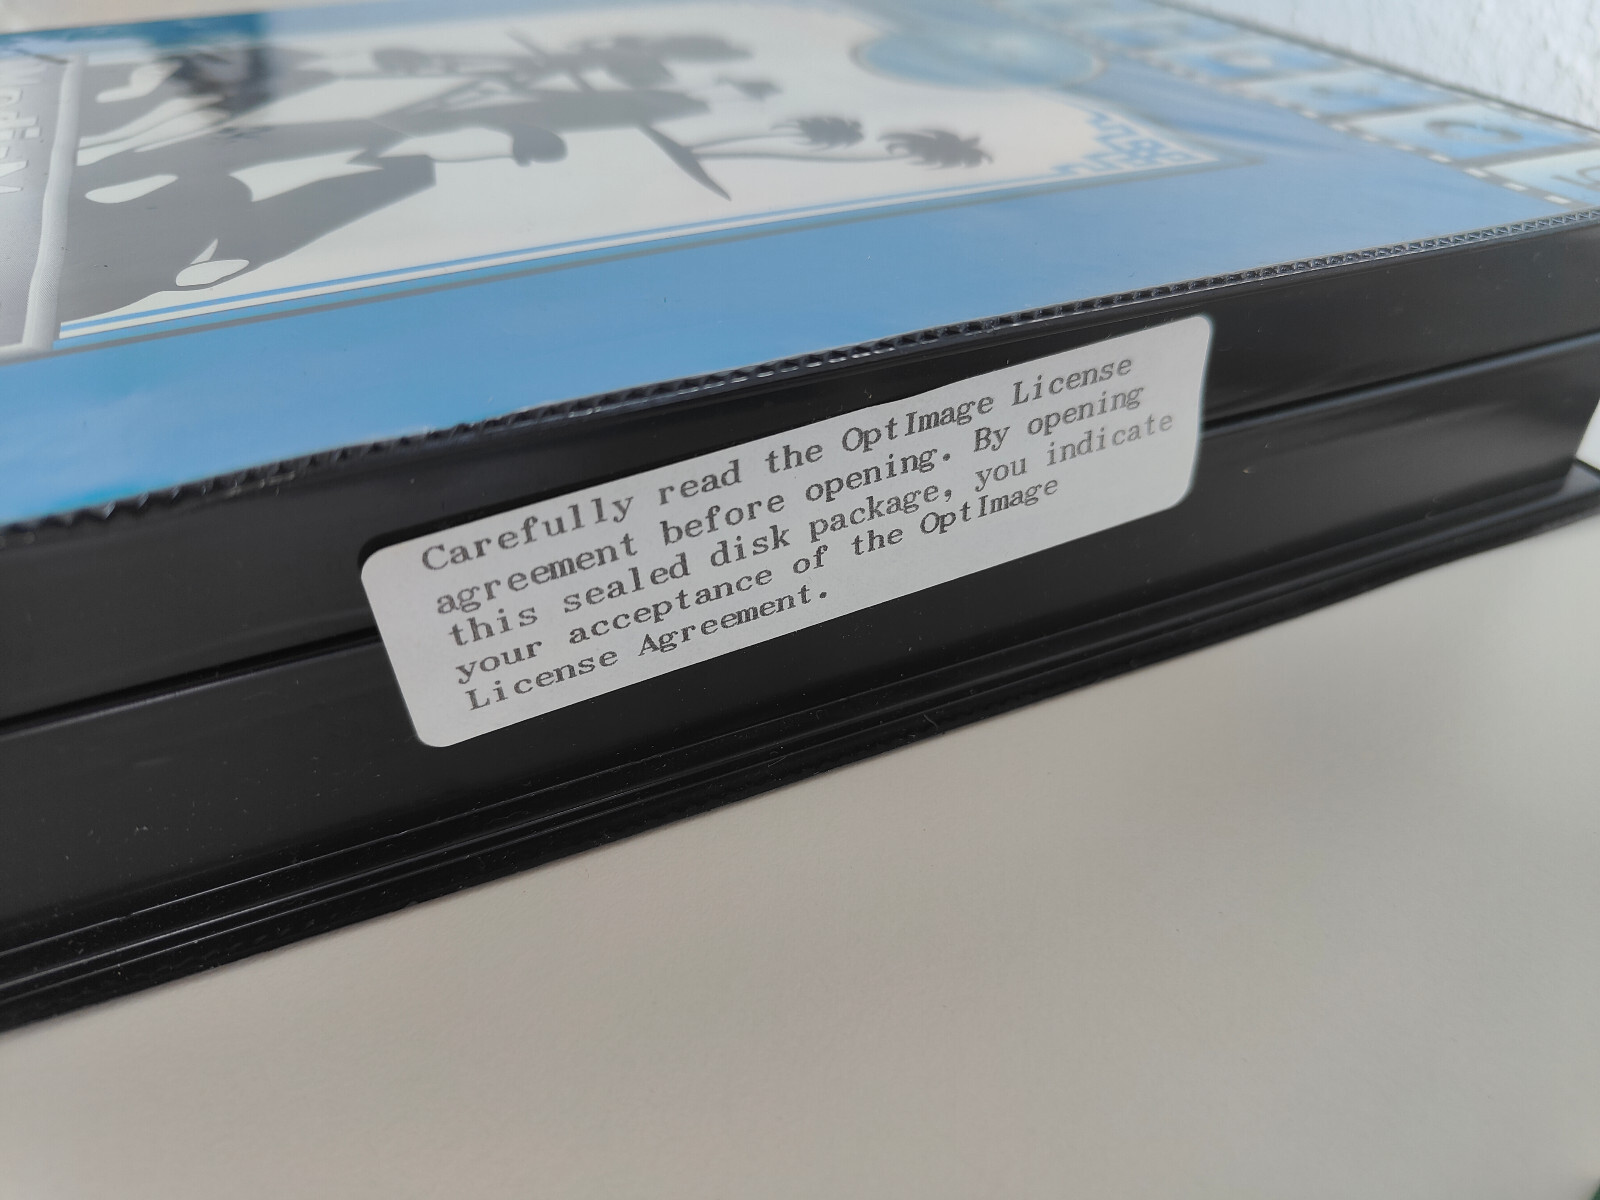 Carefully read the OptImage License
agreement before opening. By opening
this sealed disk package, you indicate
your acceptance of the OptImage
License Agreement.